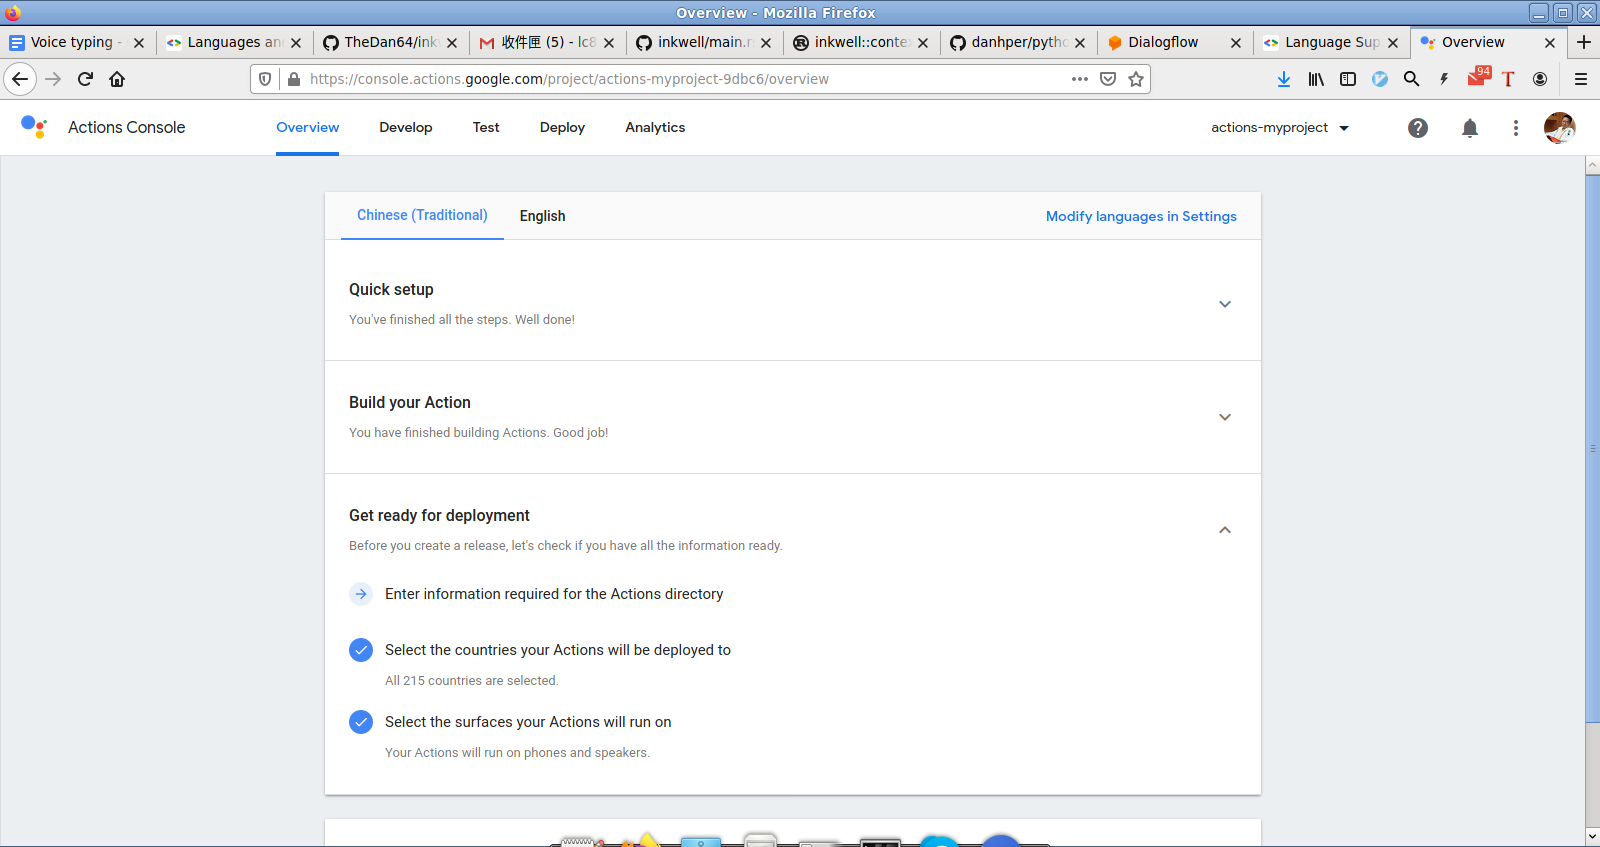 Overview - Mozilla Firefox
Voice typing -
Languages an
TheDan64/ink
收件匣 (5) - lc8
inkwell/main.r
inkwell::conte
danhper/pytho
Dialogflow
Language Sup
Overview
https://console.actions.google.com/project/actions-myproject-9dbc6/overview
94
Actions Console
Overview
Develop
Test
Deploy
Analytics
actions-myproject
Chinese (Traditional)
English
Modify languages in Settings
Quick setup
You've finished all the steps. Well done!
Build your Action
You have finished building Actions. Good job!
Get ready for deployment
Before you create a release, let's check if you have all the information ready.
Enter information required for the Actions directory
Select the countries your Actions will be deployed to
All 215 countries are selected.
Select the surfaces your Actions will run on
Your Actions will run on phones and speakers.